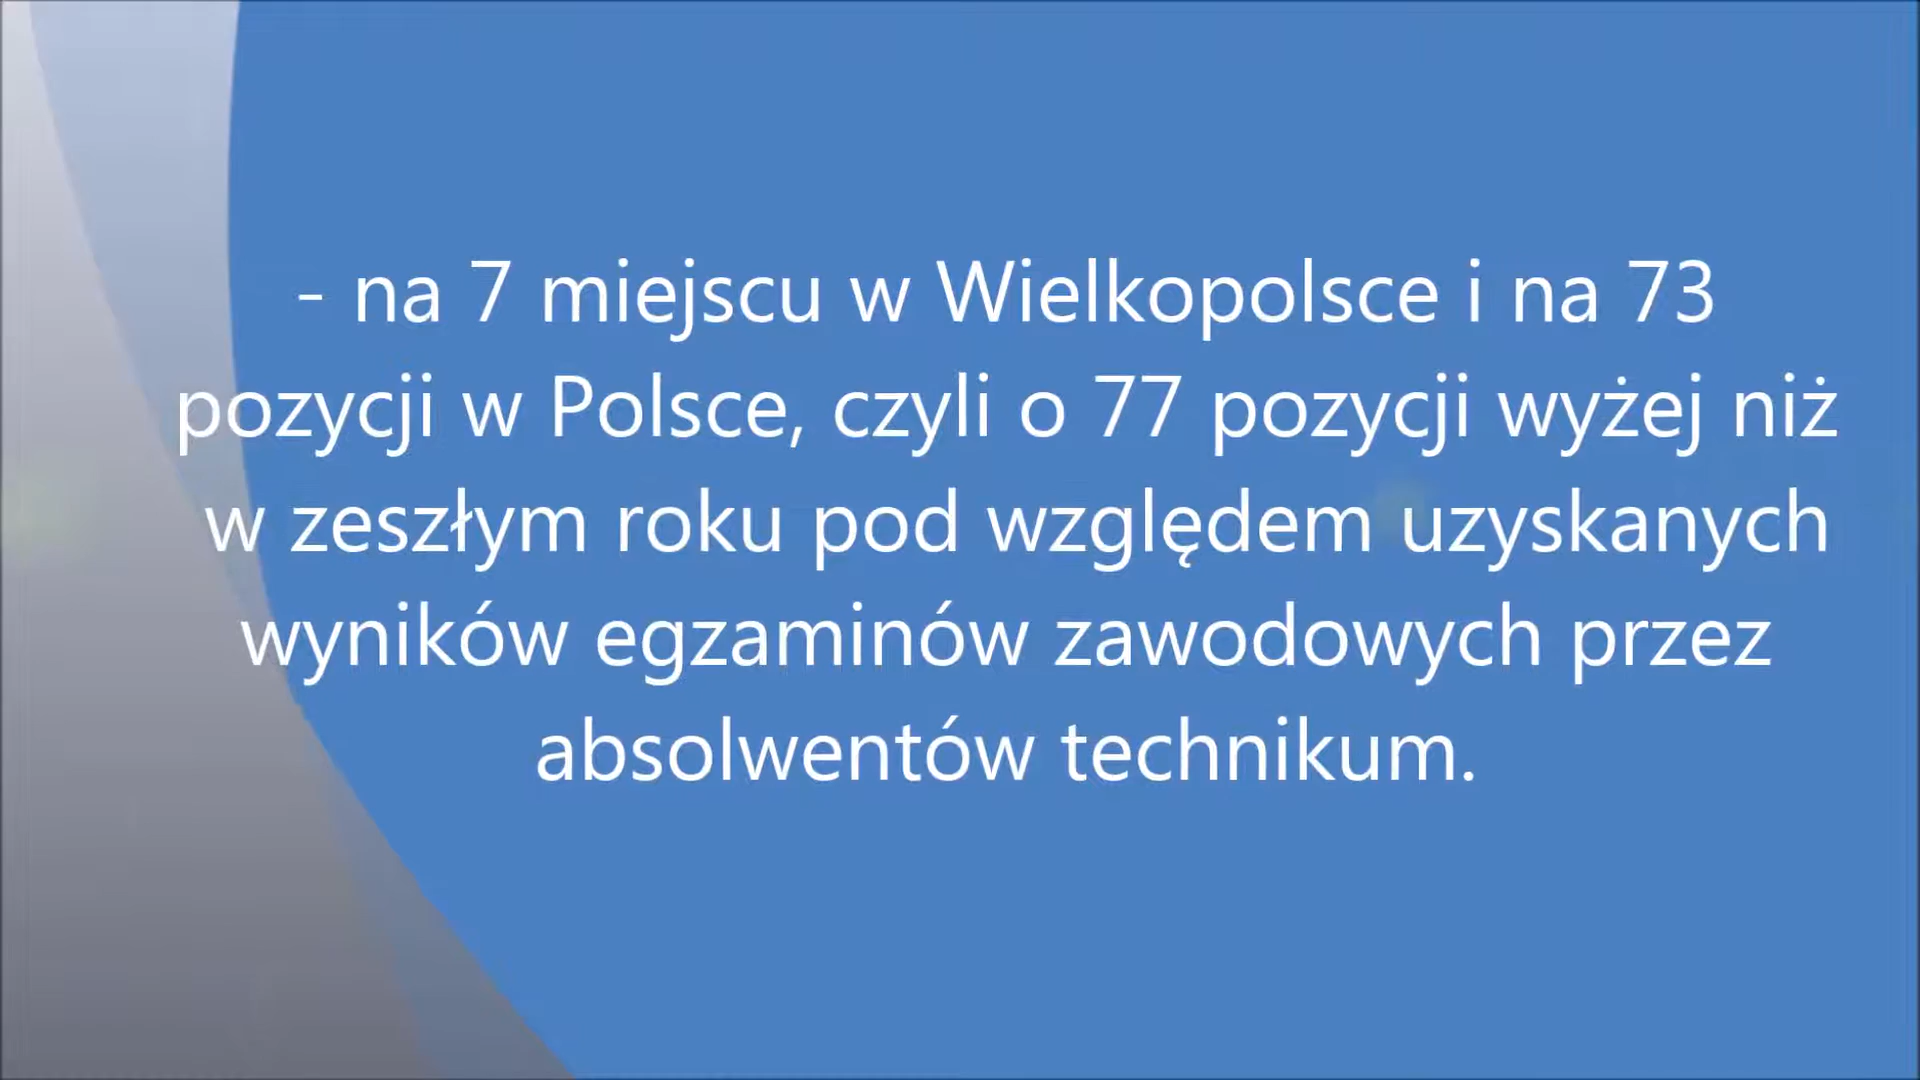 - na 7 miejscu w Wielkopolsce i na 73
pozycji w Polsce, czyli o 77 pozycji wyżej niż
w zeszłym roku pod względem uzyskanych
wyników egzaminów zawodowych przez
absolwentów technikum.